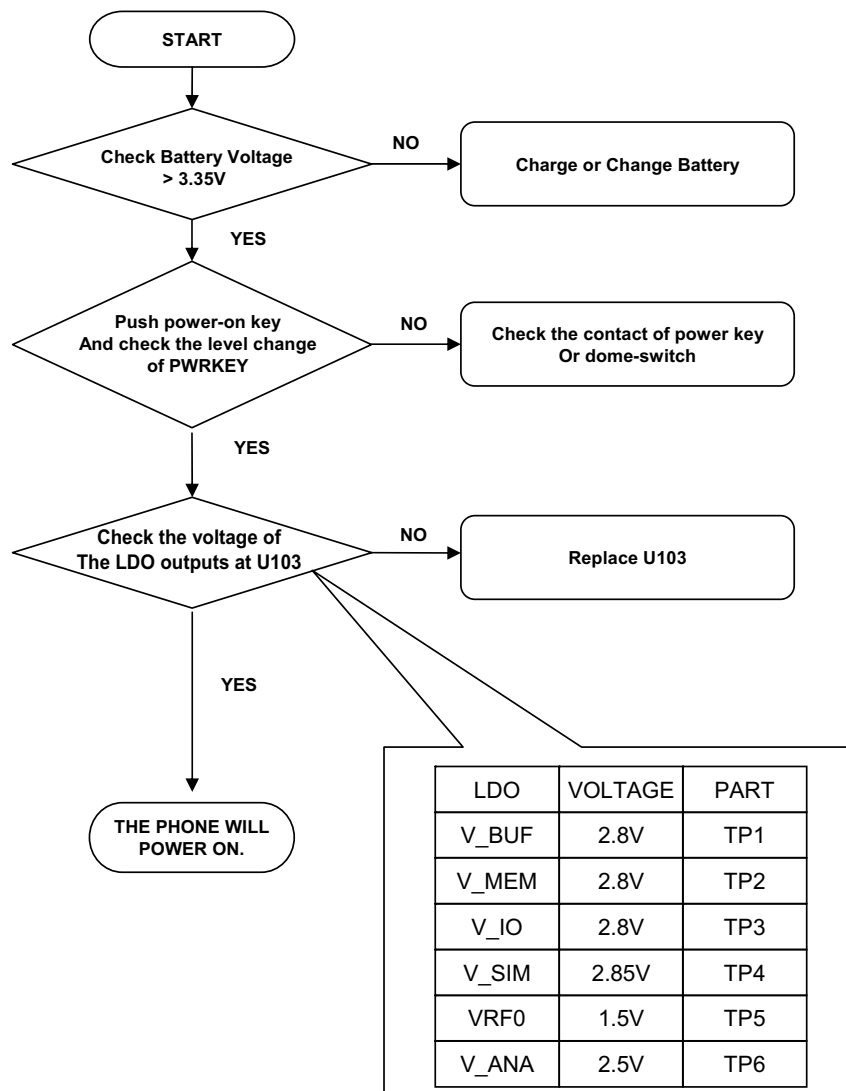 START
Check Battery Voltage
> 3.35V
NO
Charge or Change Battery
YES
Push power-on key
And check the level change
of PWRKEY
NO
Check the contact of power key
Or dome-switch
YES
Check the voltage of
The LDO outputs at U103
NO
Replace U103
YES
THE PHONE WILL
POWER ON.
LDO VOLTAGE PART
V_BUF 2.8V TP1
V_MEM 2.8V TP2
V_IO 2.8V TP3
V_SIM 2.85V TP4
VRF0 1.5V TP5
V_ANA 2.5V TP6